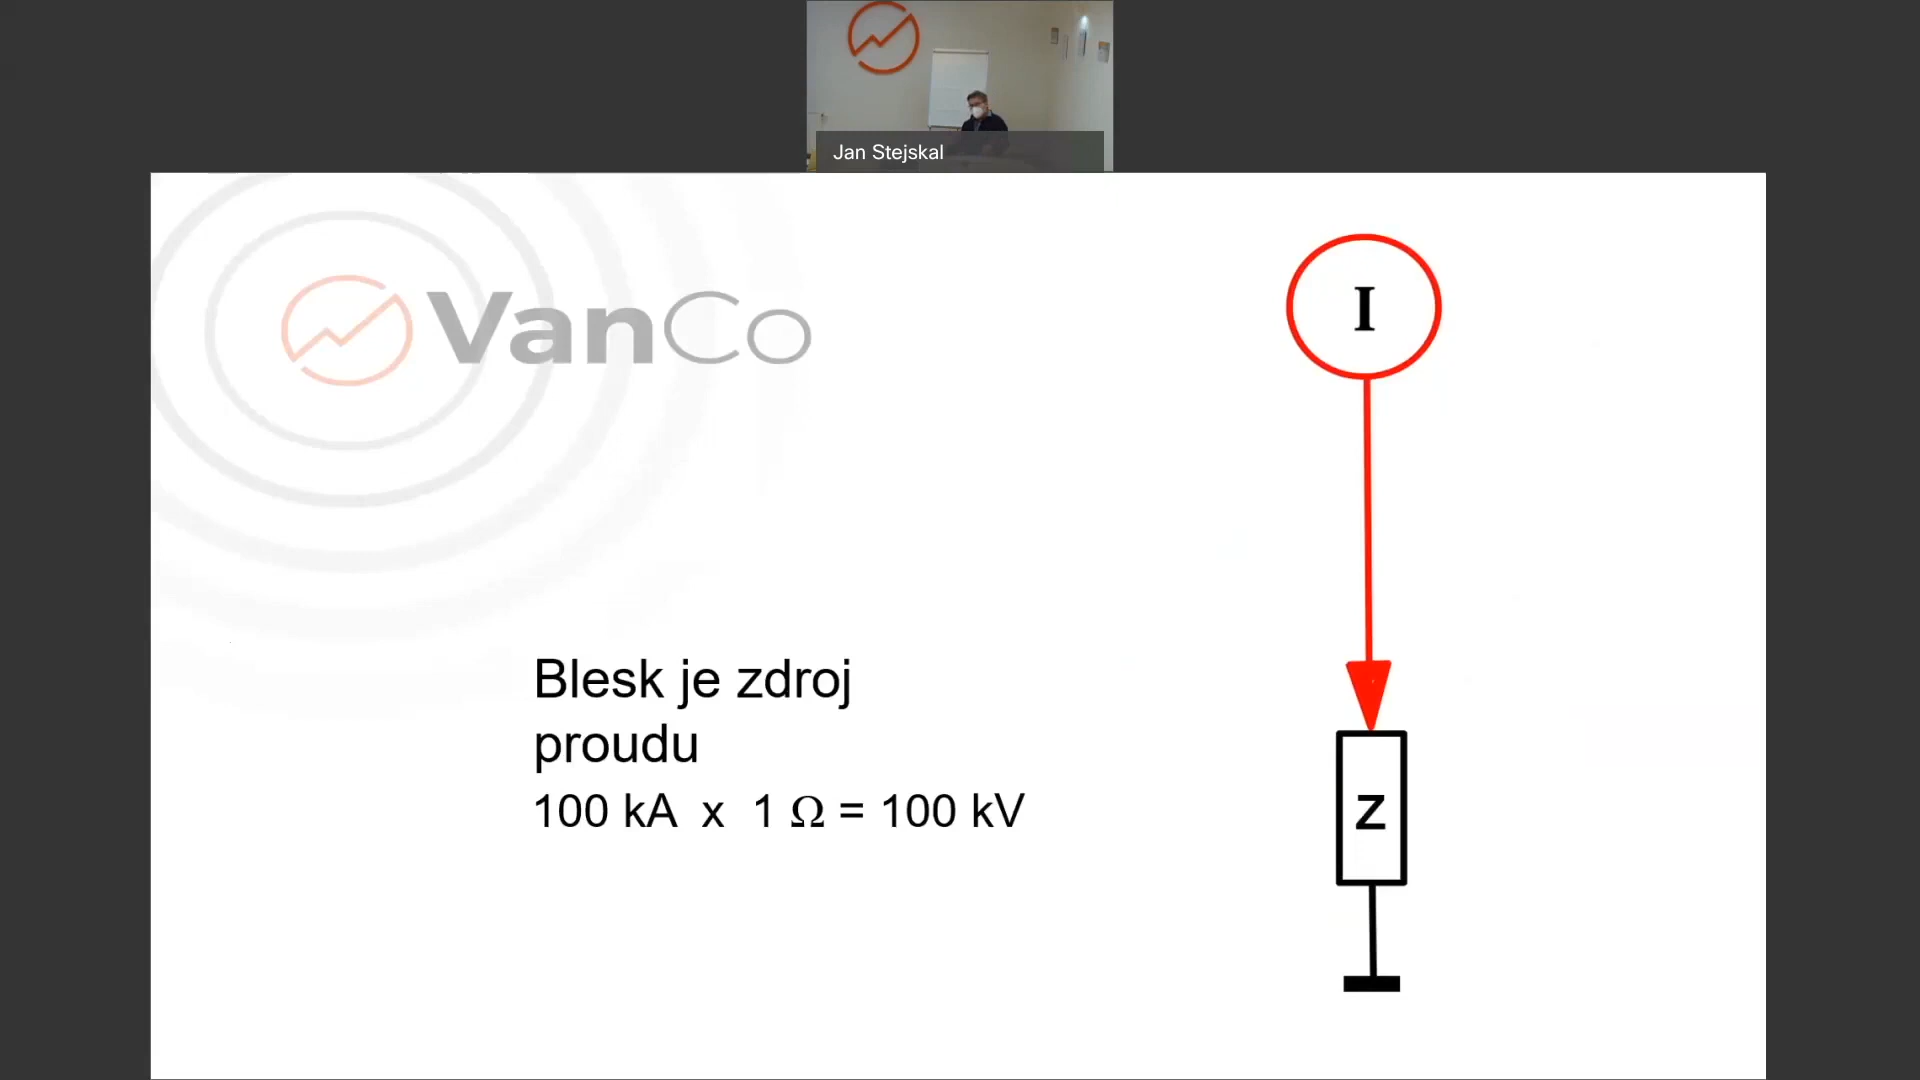 Jan Stejskal
VanCo
I
Blesk je zdroj
proudu
100 kA x 1 Ω = 100 kV
Z